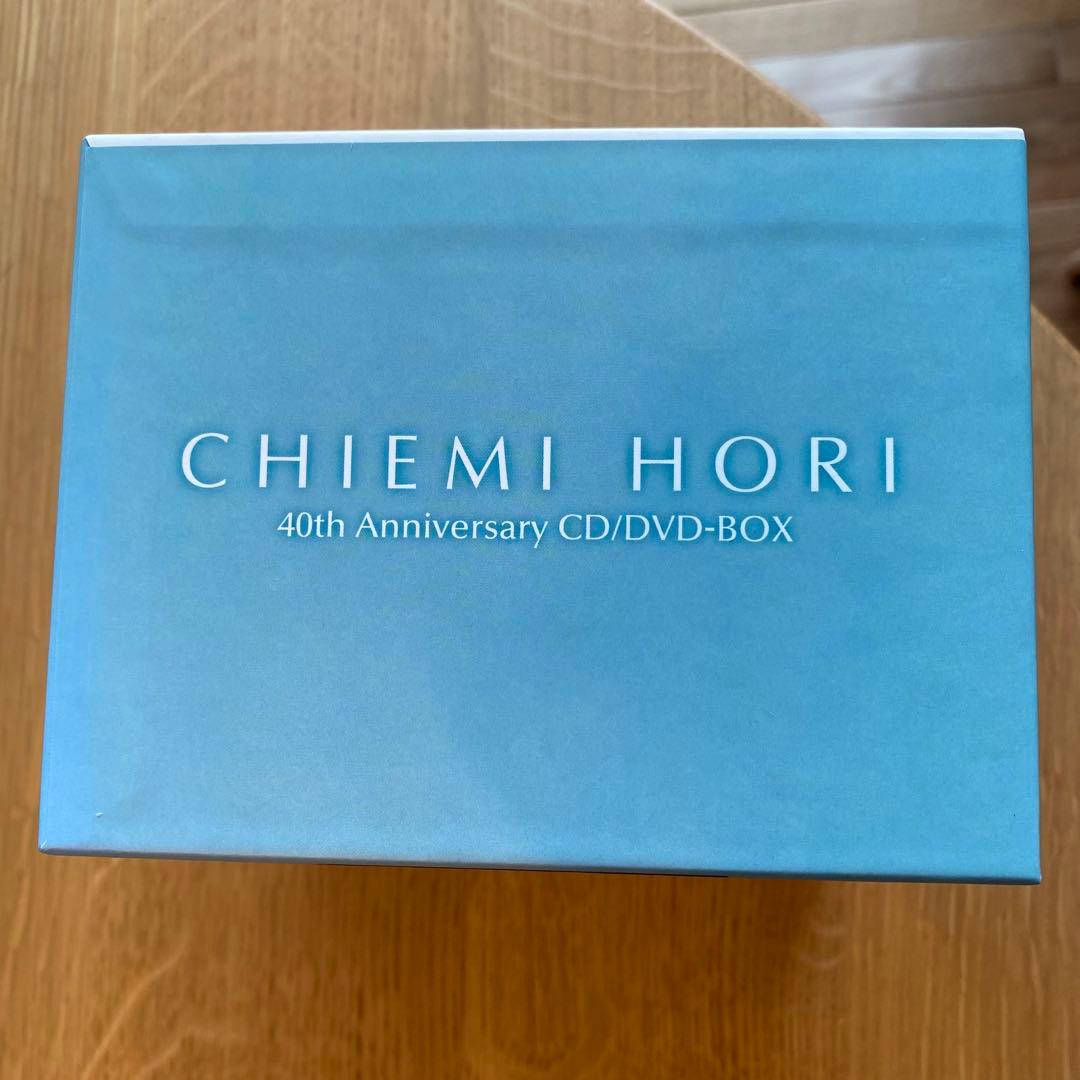 CHIEMI HORI
40th Anniversary CD/DVD-BOX